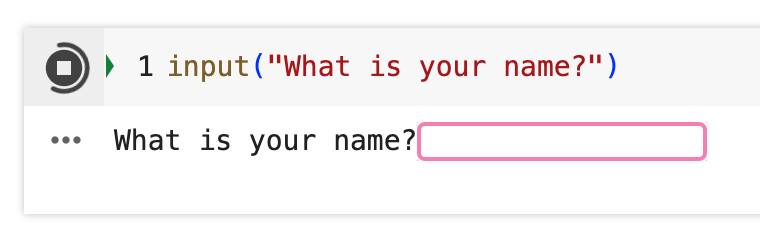 1 input("What is your name?")
What is your name?